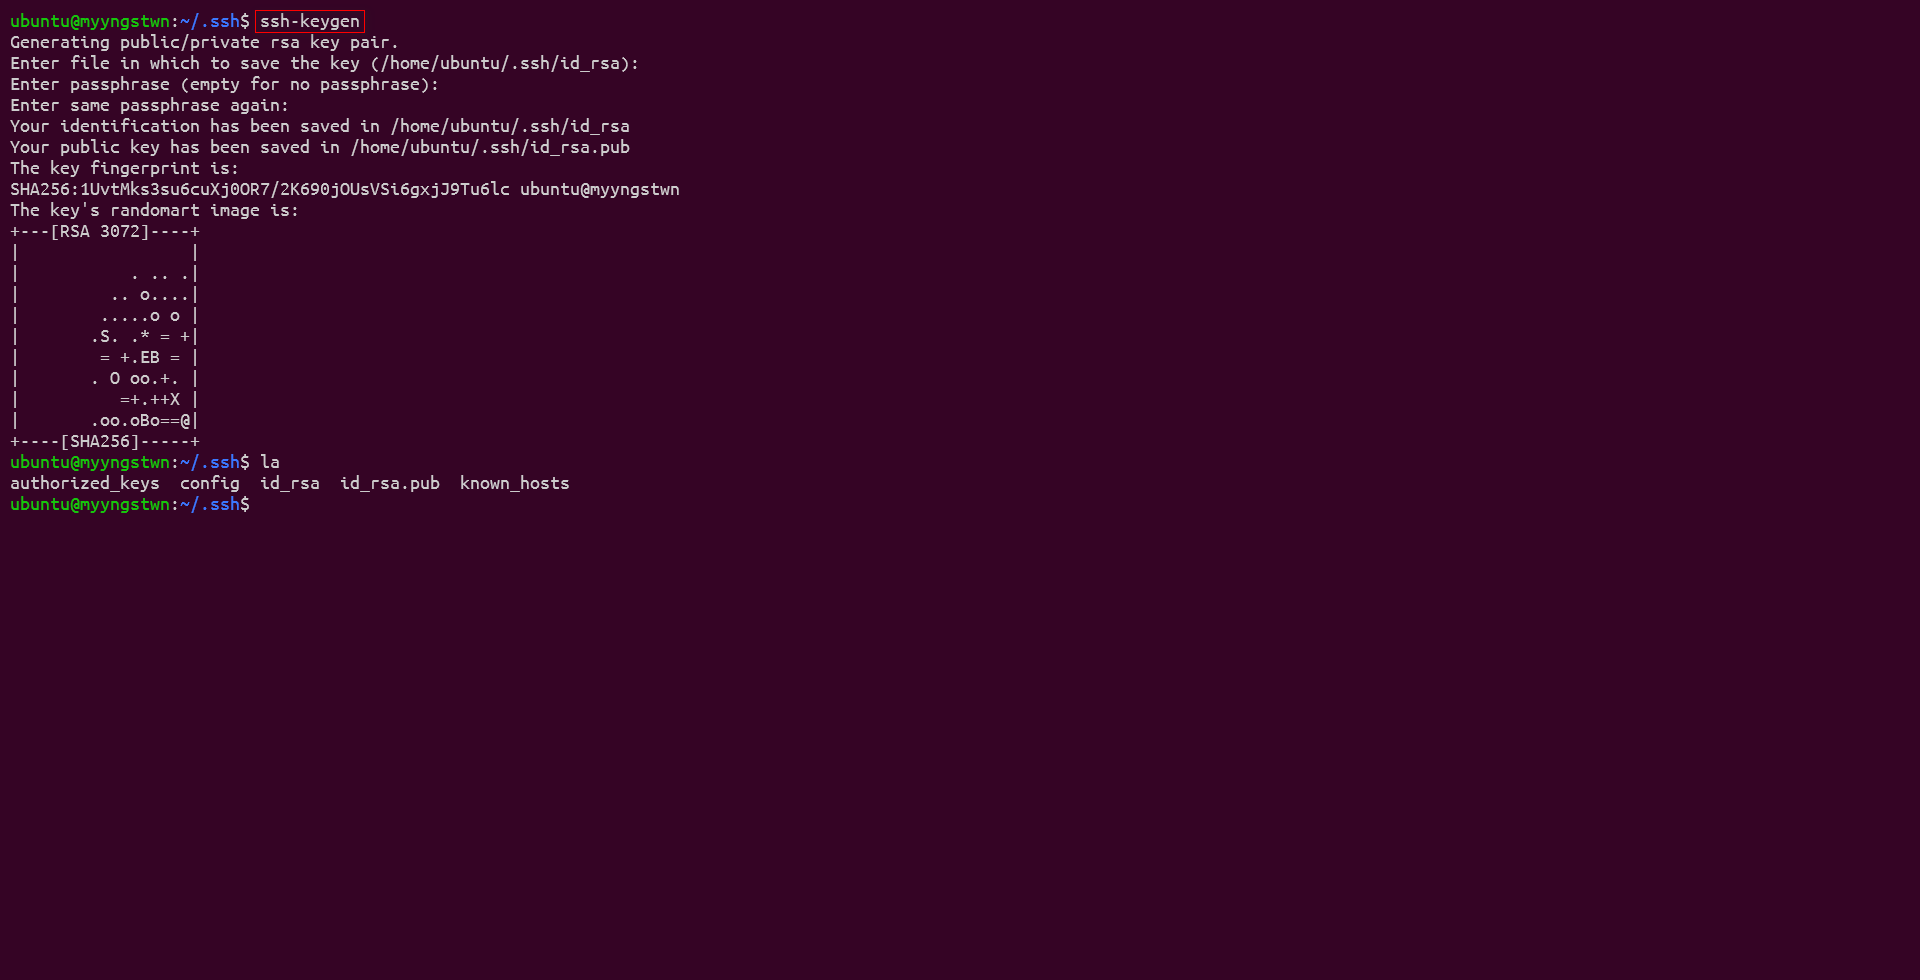 ubuntu@myyngstwn:~/.ssh$ ssh-keygen
Generating public/private rsa key pair.
Enter file in which to save the key (/home/ubuntu/.ssh/id_rsa):
Enter passphrase (empty for no passphrase):
Enter same passphrase again:
Your identification has been saved in /home/ubuntu/.ssh/id_rsa
Your public key has been saved in /home/ubuntu/.ssh/id_rsa.pub
The key fingerprint is:
SHA256:1UvtMks3su6cuXj0OR7/2K690jOUsVSi6gxjJ9Tu6lc ubuntu@myyngstwn
The key's randomart image is:
+---[RSA 3072]----+
|                 |
|           . .. .|
|         .. o....|
|        .....o o |
|       .S. .* = +|
|        = +.EB = |
|       . O oo.+. |
|          =+.++X |
|       .oo.oBo==@|
+----[SHA256]-----+
ubuntu@myyngstwn:~/.ssh$ la
authorized_keys  config  id_rsa  id_rsa.pub  known_hosts
ubuntu@myyngstwn:~/.ssh$